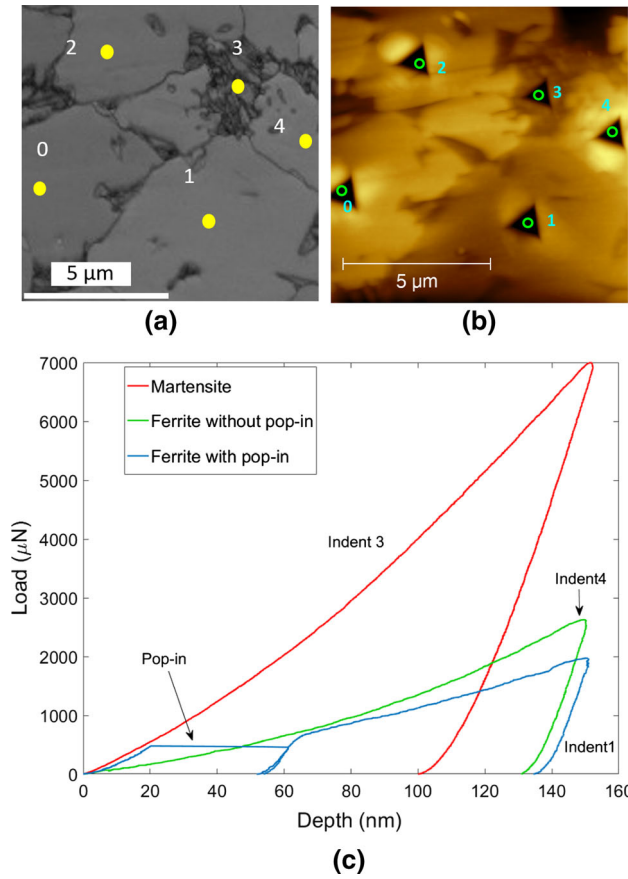 2
3
4
0
1
5 µm
(a)
2
3
4
0
1
5 µm
(b)
7000
6000
5000
4000
3000
2000
1000
0
Load (µN)
Martensite
Ferrite without pop-in
Ferrite with pop-in
Indent 3
Indent4
Pop-in
Indent1
0 20 40 60 80 100 120 140 160
Depth (nm)
(c)